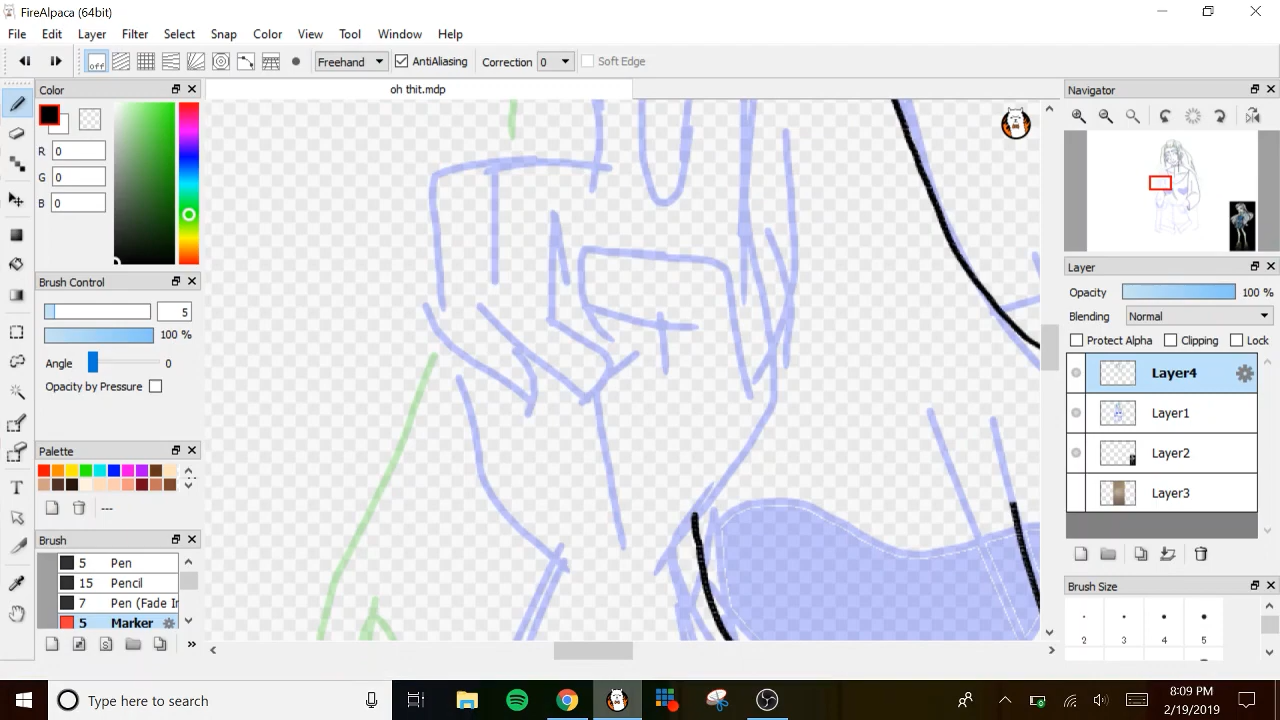 FireAlpaca (64bit)
File Edit Layer Filter Select Snap Color View Tool Window Help
off Freehand AntiAliasing Correction 0 Soft Edge
Color
oh thit.mdp
Navigator
R 0
G 0
B 0
Brush Control
5
100 %
Angle 0
Opacity by Pressure
Palette
---
Brush
5 Pen
15 Pencil
7 Pen (Fade In
5 Marker
Layer
Opacity 100 %
Blending Normal
Protect Alpha Clipping Lock
Layer4
Layer1
Layer2
Layer3
Brush Size
2 3 4 5
Type here to search
8:09 PM
2/19/2019